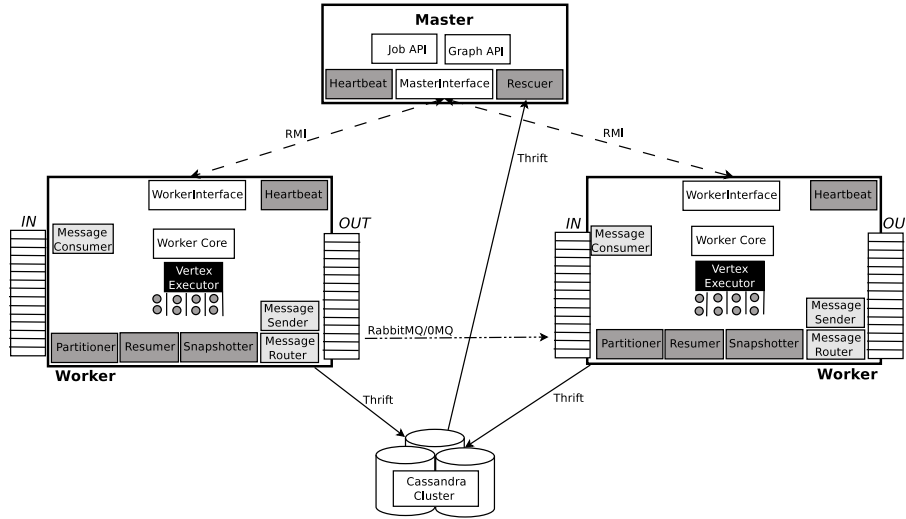 Master
Job API
Graph API
Heartbeat
MasterInterface
Rescuer
RMI
RMI
Thrift
WorkerInterface
Heartbeat
WorkerInterface
Heartbeat
IN
OUT
IN
OU
Message
Consumer
Worker Core
Message
Consumer
Worker Core
Vertex
Executor
Vertex
Executor
Message
Sender
Message
Sender
RabbitMQ/0MQ
Partitioner
Resumer
Snapshotter
Message
Router
Partitioner
Resumer
Snapshotter
Message
Router
Worker
Worker
Thrift
Thrift
Cassandra
Cluster